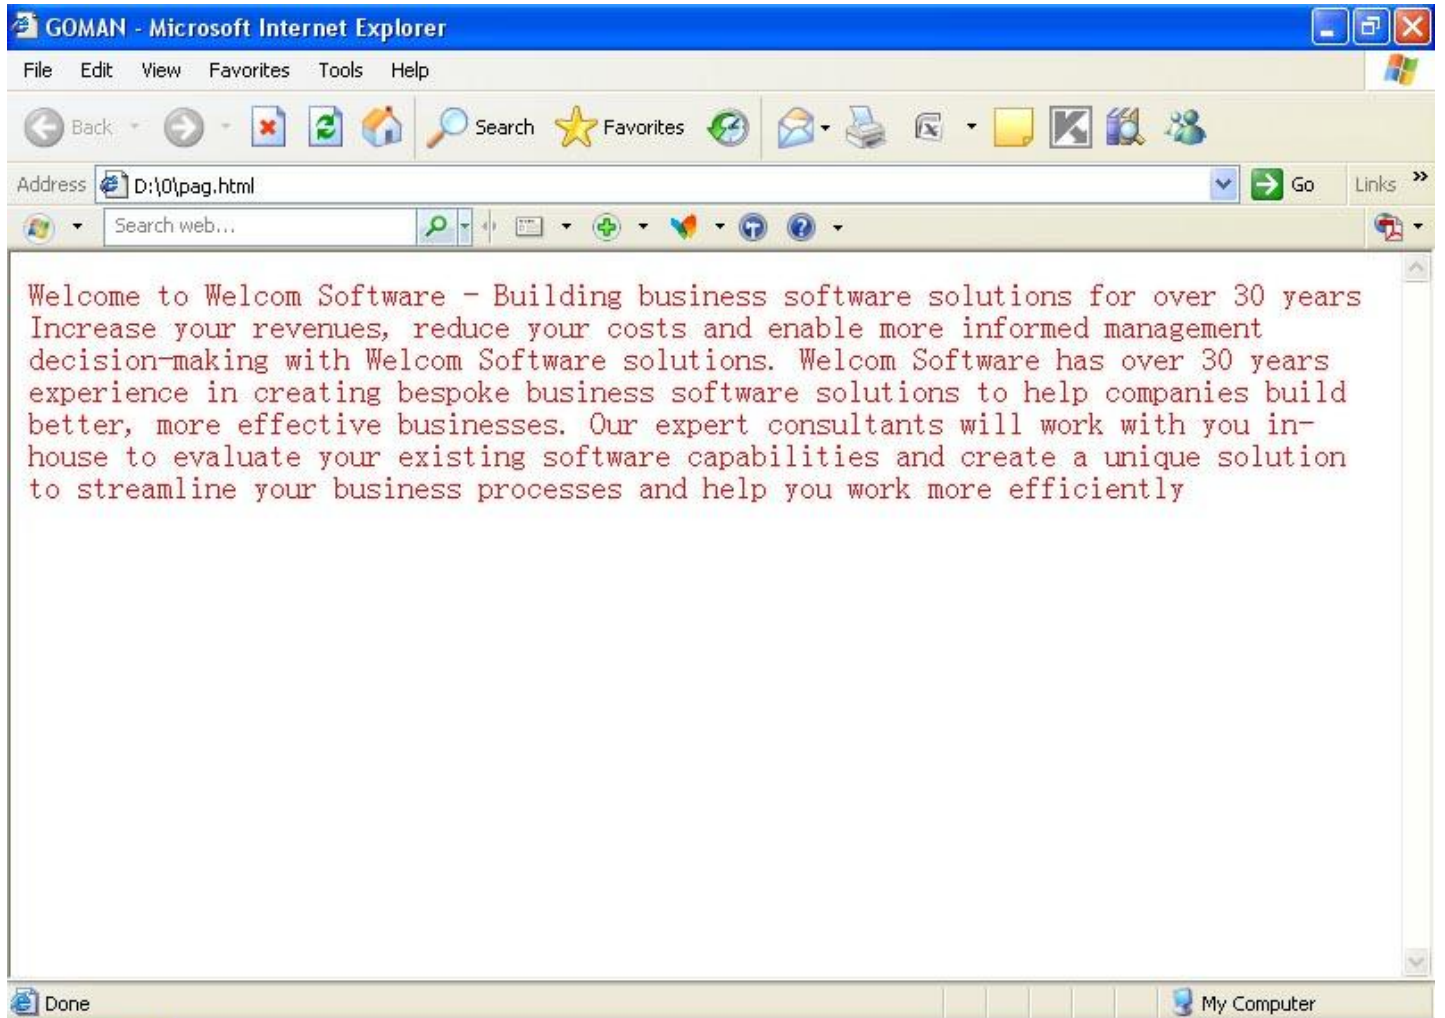 GOMAN - Microsoft Internet Explorer
File Edit View Favorites Tools Help
Back Search Favorites
Address D:\0\pag.html Go Links »
Search web...
Welcome to Welcom Software - Building business software solutions for over 30 years
Increase your revenues, reduce your costs and enable more informed management
decision-making with Welcom Software solutions. Welcom Software has over 30 years
experience in creating bespoke business software solutions to help companies build
better, more effective businesses. Our expert consultants will work with you in-
house to evaluate your existing software capabilities and create a unique solution
to streamline your business processes and help you work more efficiently
Done My Computer